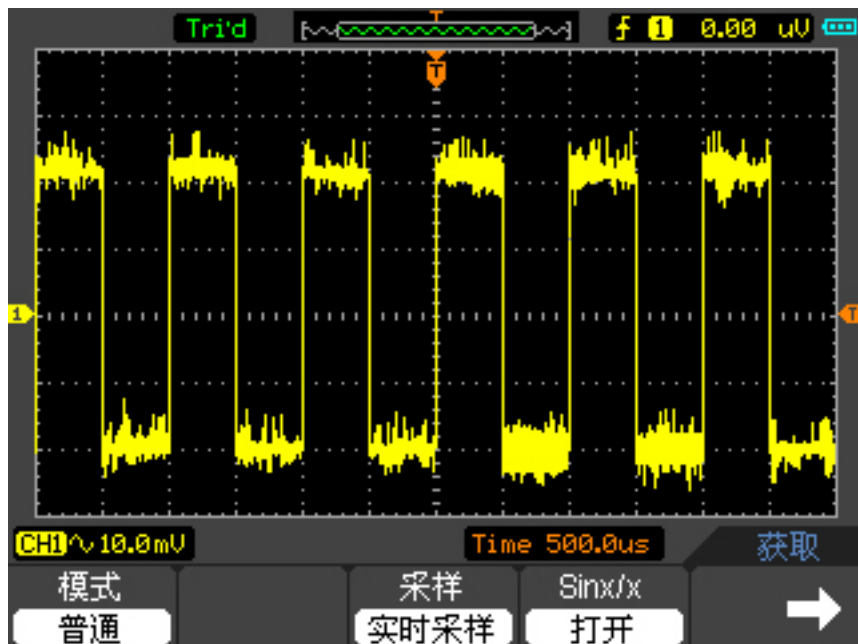 Tri'd T f 1 0.00 uV
T
1 T
CH1 ∿ 10.0mV Time 500.0us 获取
模式 采样 Sinx/x
普通 实时采样 打开